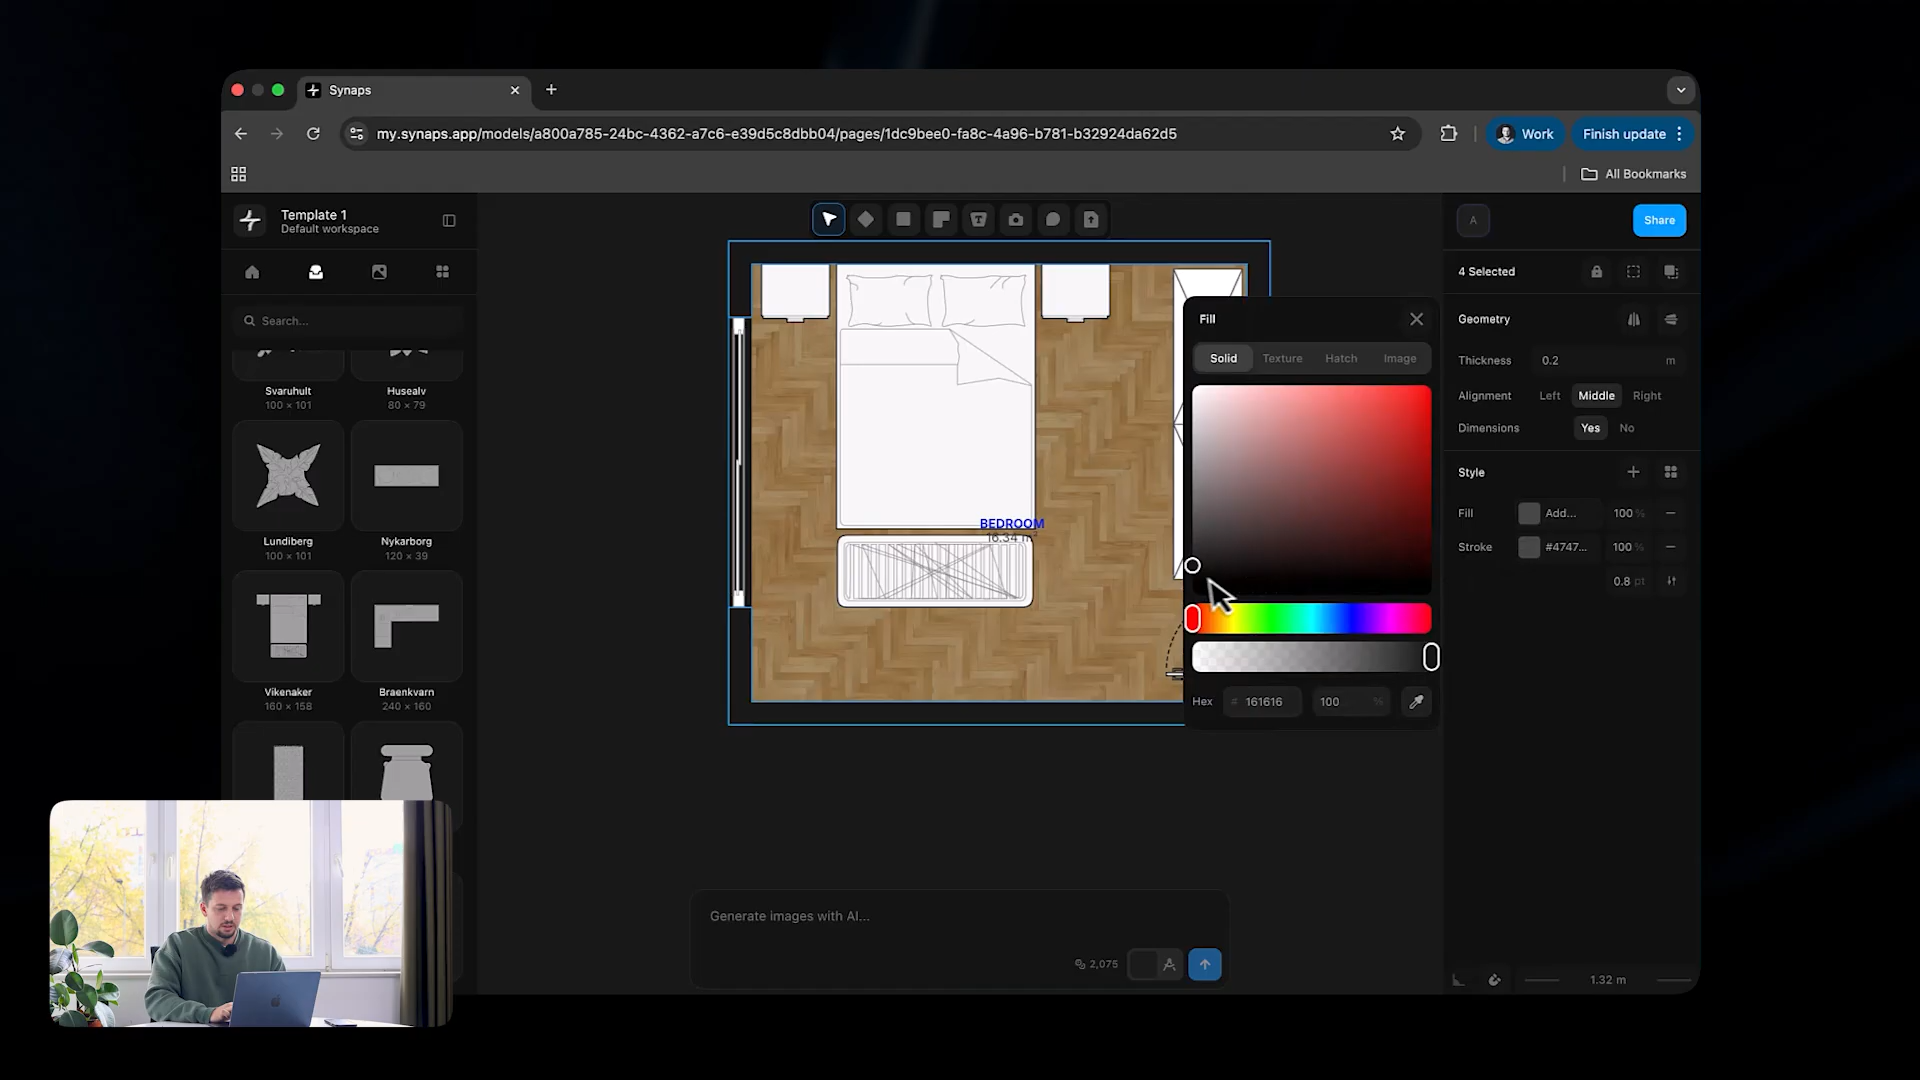 Synaps
my.synaps.app/models/a800a785-24bc-4362-a7c6-e39d5c8dbb04/pages/1dc9bee0-fa8c-4a96-b781-b32924da62d5
Work
Finish update
All Bookmarks
Template 1
Default workspace
Search...
Svaruhult
100 × 101
Husealv
80 × 79
Lundiberg
100 × 101
Nykarborg
120 × 39
Vikenaker
160 × 158
Braenkvarn
240 × 160
BEDROOM
16.34 m²
Generate images with AI...
2,075
Fill
Solid
Texture
Hatch
Image
Hex
# 161616
100 %
A
Share
4 Selected
Geometry
Thickness
0.2 m
Alignment
Left
Middle
Right
Dimensions
Yes
No
Style
Fill
Add...
100 %
Stroke
#4747...
100 %
0.8 pt
1.32 m